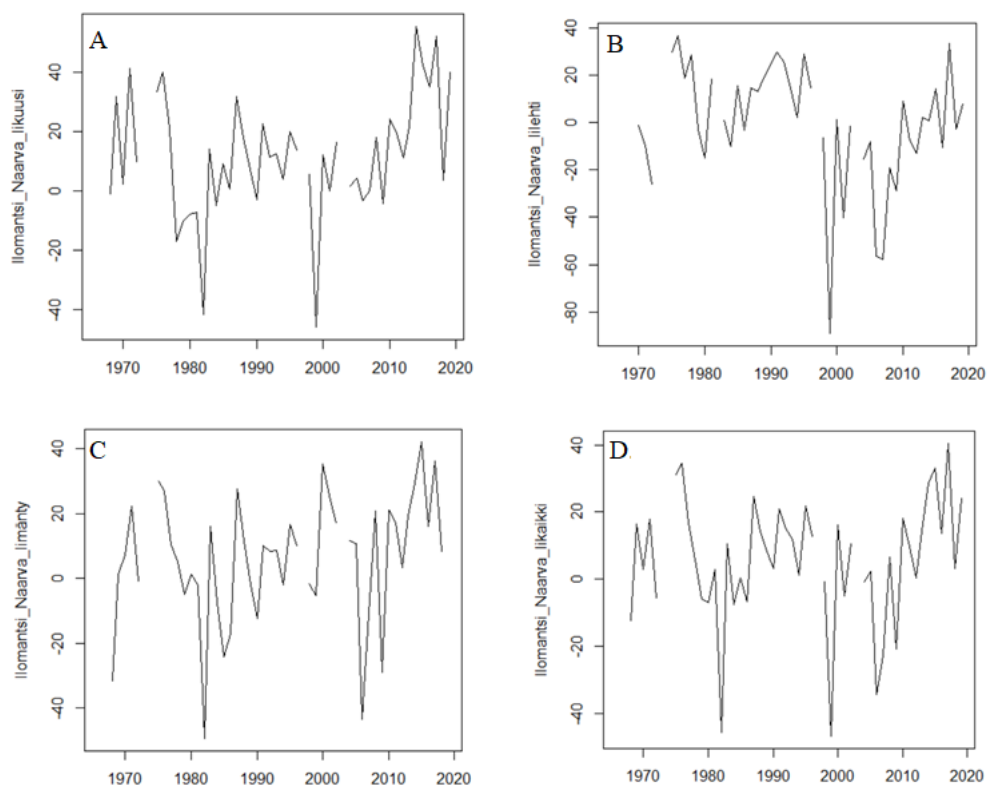 A
Ilomantsi_Naarva_Iikuusi
40
20
0
-20
-40
1970 1980 1990 2000 2010 2020
B
Ilomantsi_Naarva_Iilehti
40
20
0
-20
-40
-60
-80
1970 1980 1990 2000 2010 2020
C
Ilomantsi_Naarva_Iimänty
40
20
0
-20
-40
1970 1980 1990 2000 2010 2020
D
Ilomantsi_Naarva_Iikaikki
40
20
0
-20
-40
1970 1980 1990 2000 2010 2020